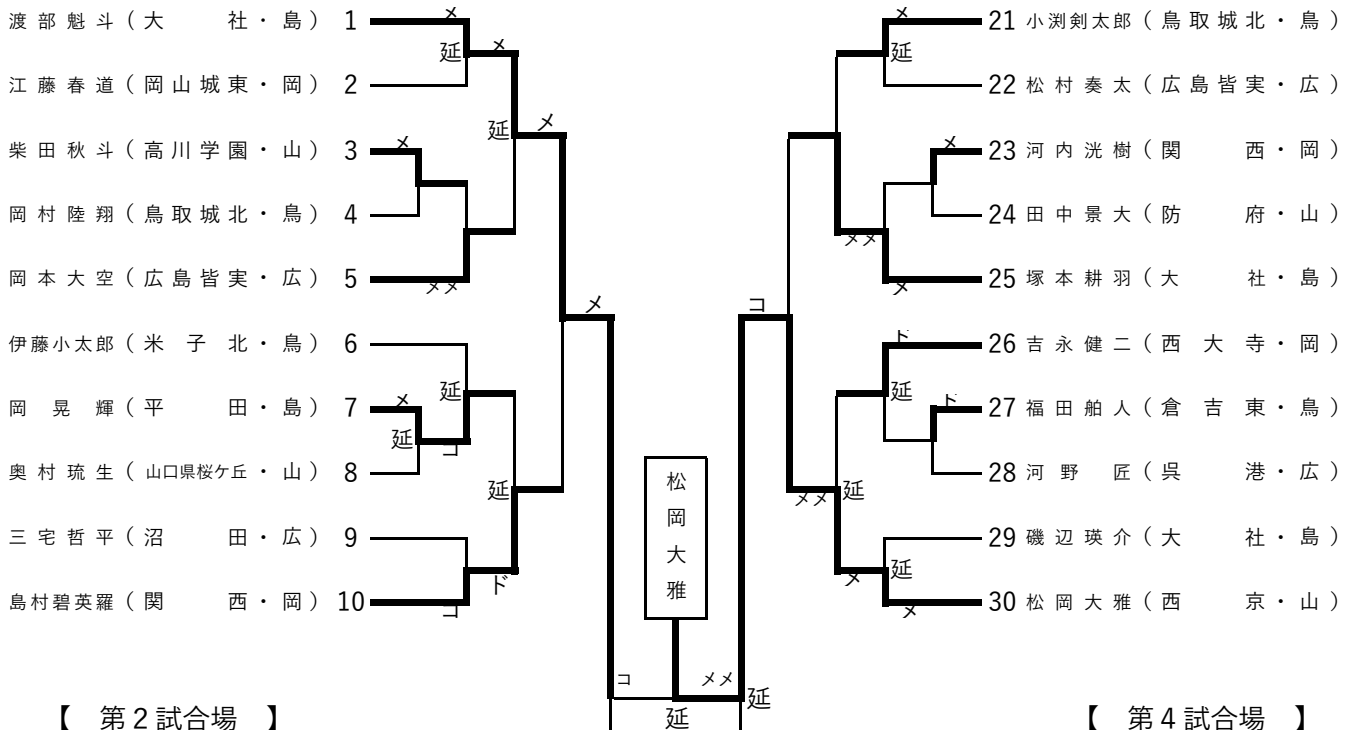 渡部魁斗（大社・島）1
江藤春道（岡山城東・岡）2
柴田秋斗（高川学園・山）3
岡村陸翔（鳥取城北・鳥）4
岡本大空（広島皆実・広）5
伊藤小太郎（米子北・鳥）6
岡晃輝（平田・島）7
奥村琉生（山口県桜ケ丘・山）8
三宅哲平（沼田・広）9
島村碧英羅（関西・岡）10
メ
延
メ
延
メ
メ
メメ
メ
延
メ
延
コ
延
ド
コ
コ
【 第2試合場 】
松岡大雅
メメ
延
延
21 小渕剣太郎（鳥取城北・鳥）
22 松村奏太（広島皆実・広）
23 河内洸樹（関西・岡）
24 田中景大（防府・山）
25 塚本耕羽（大社・島）
26 吉永健二（西大寺・岡）
27 福田舶人（倉吉東・鳥）
28 河野匠（呉港・広）
29 磯辺瑛介（大社・島）
30 松岡大雅（西京・山）
メ
延
メ
メメ
メ
コ
ド
延
ド
メメ
延
メ
延
メ
【 第4試合場 】